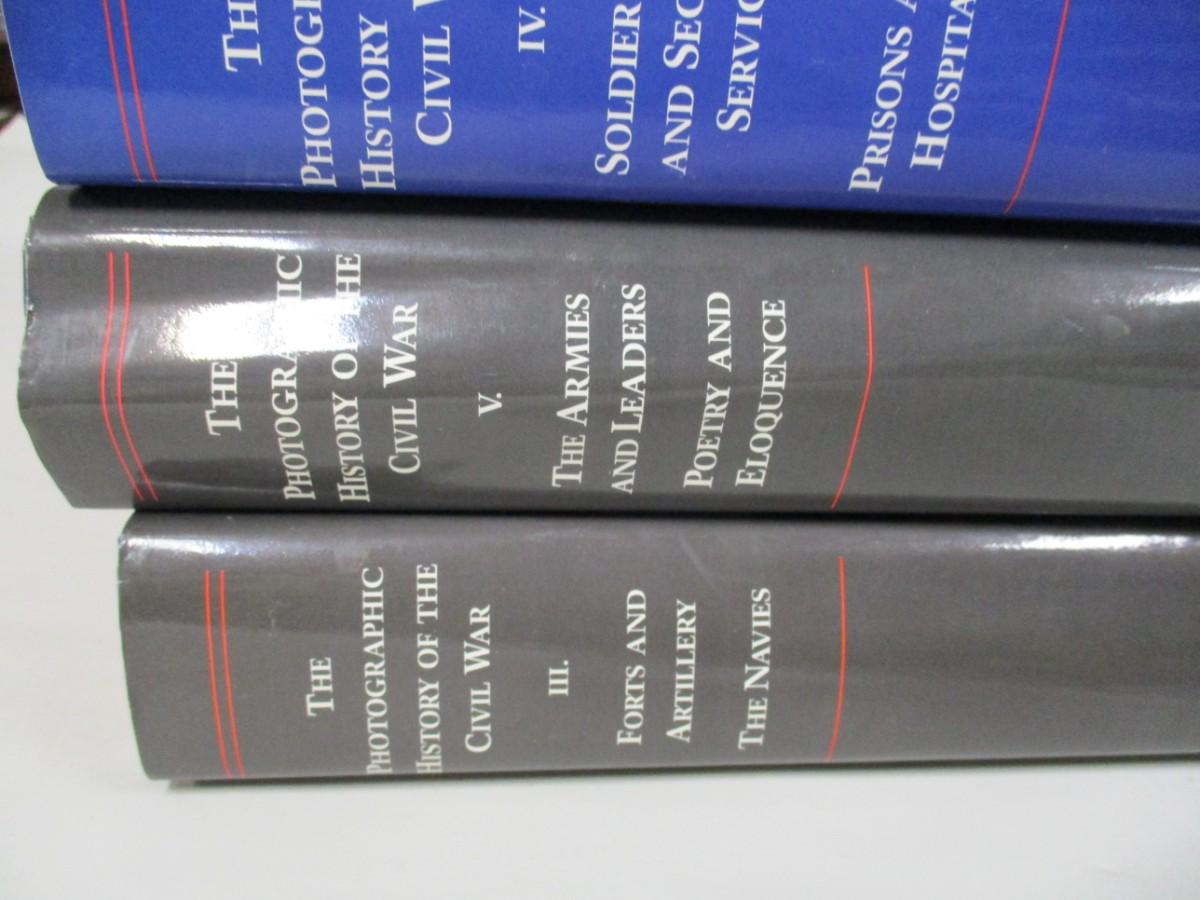 PHOTOG
HISTORY
CIVIL
IV.
SOLDIER
AND SEC
SERVIC
PRISONS A
HOSPITA
THE
PHOTOGRAPHIC
HISTORY OF THE
CIVIL WAR
V.
THE ARMIES
AND LEADERS
POETRY AND
ELOQUENCE
THE
PHOTOGRAPHIC
HISTORY OF THE
CIVIL WAR
III.
FORTS AND
ARTILLERY
THE NAVIES